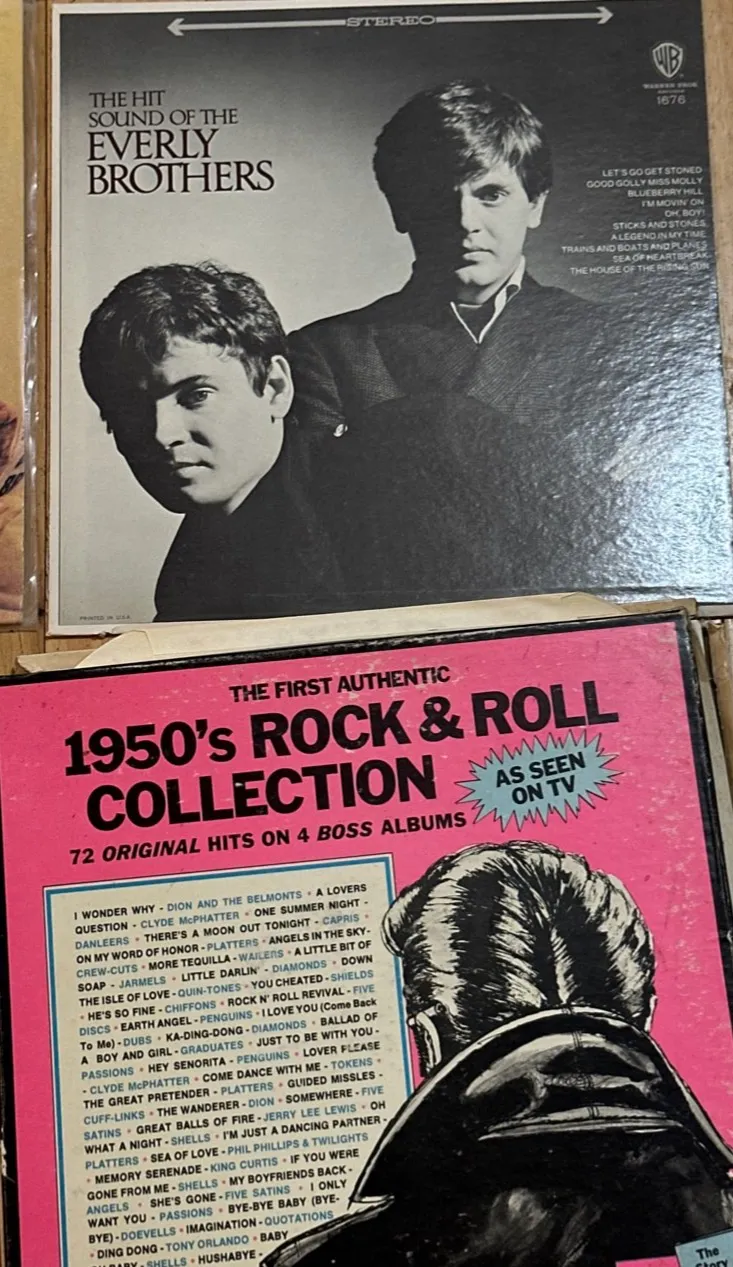 STEREO
WB
WARNER BROS
RECORDS
1676
THE HIT
SOUND OF THE
EVERLY
BROTHERS
LET'S GO GET STONED
GOOD GOLLY MISS MOLLY
BLUEBERRY HILL
I'M MOVIN' ON
OH, BOY!
STICKS AND STONES
A LEGEND IN MY TIME
TRAINS AND BOATS AND PLANES
SEA OF HEARTBREAK
THE HOUSE OF THE RISING SUN
PRINTED IN U.S.A.
THE FIRST AUTHENTIC
1950's ROCK & ROLL
COLLECTION
AS SEEN
ON TV
72 ORIGINAL HITS ON 4 BOSS ALBUMS
I WONDER WHY - DION AND THE BELMONTS * A LOVERS
QUESTION - CLYDE McPHATTER * ONE SUMMER NIGHT -
DANLEERS * THERE'S A MOON OUT TONIGHT - CAPRIS *
ON MY WORD OF HONOR - PLATTERS * ANGELS IN THE SKY-
CREW-CUTS * MORE TEQUILLA - WAILERS * A LITTLE BIT OF
SOAP - JARMELS * LITTLE DARLIN' - DIAMONDS * DOWN
THE ISLE OF LOVE - QUIN-TONES * YOU CHEATED - SHIELDS
* HE'S SO FINE - CHIFFONS * ROCK N' ROLL REVIVAL - FIVE
DISCS * EARTH ANGEL - PENGUINS * I LOVE YOU (Come Back
To Me) - DUBS * KA-DING-DONG - DIAMONDS * BALLAD OF
A BOY AND GIRL - GRADUATES * JUST TO BE WITH YOU -
PASSIONS * HEY SENORITA - PENGUINS * LOVER PLEASE
- CLYDE McPHATTER * COME DANCE WITH ME - TOKENS *
THE GREAT PRETENDER - PLATTERS * GUIDED MISSLES -
CUFF-LINKS * THE WANDERER - DION * SOMEWHERE - FIVE
SATINS * GREAT BALLS OF FIRE - JERRY LEE LEWIS * OH
WHAT A NIGHT - SHELLS * I'M JUST A DANCING PARTNER -
PLATTERS * SEA OF LOVE - PHIL PHILLIPS & TWILIGHTS
* MEMORY SERENADE - KING CURTIS * IF YOU WERE
GONE FROM ME - SHELLS * MY BOYFRIENDS BACK -
ANGELS * SHE'S GONE - FIVE SATINS * I ONLY
WANT YOU - PASSIONS * BYE-BYE BABY (BYE-
BYE) - DOEVELLS * IMAGINATION - QUOTATIONS
* DING DONG - TONY ORLANDO * BABY
BABY - SHELLS * HUSHABYE -
The
Story